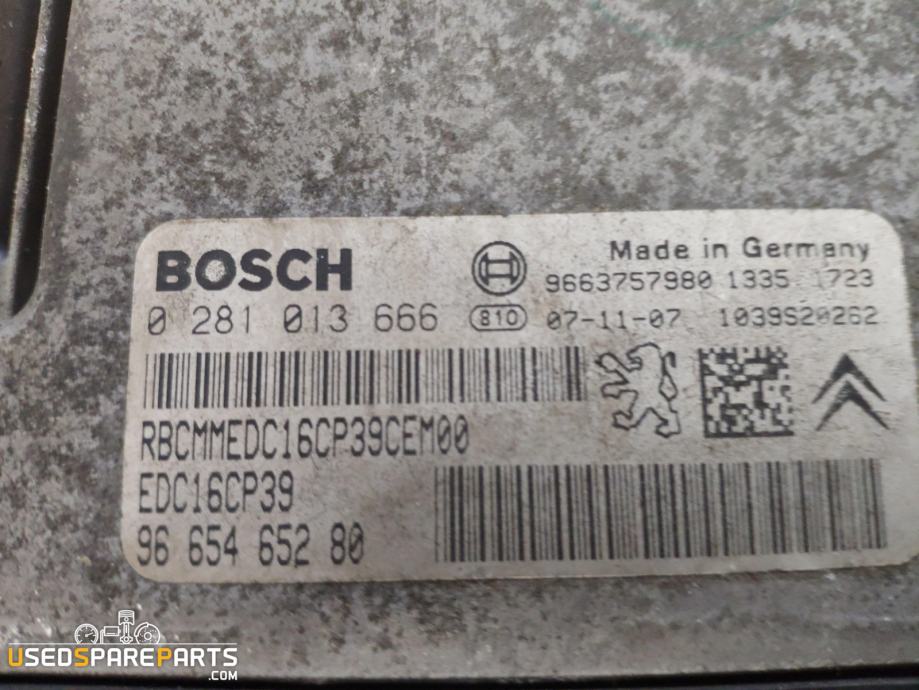 BOSCH
Made in Germany
9663757980 1335 1723
0 281 013 666 810 07-11-07 1039S20262
RBCMMEDC16CP39CEM00
EDC16CP39
96 654 652 80
USEDSPAREPARTS
.COM